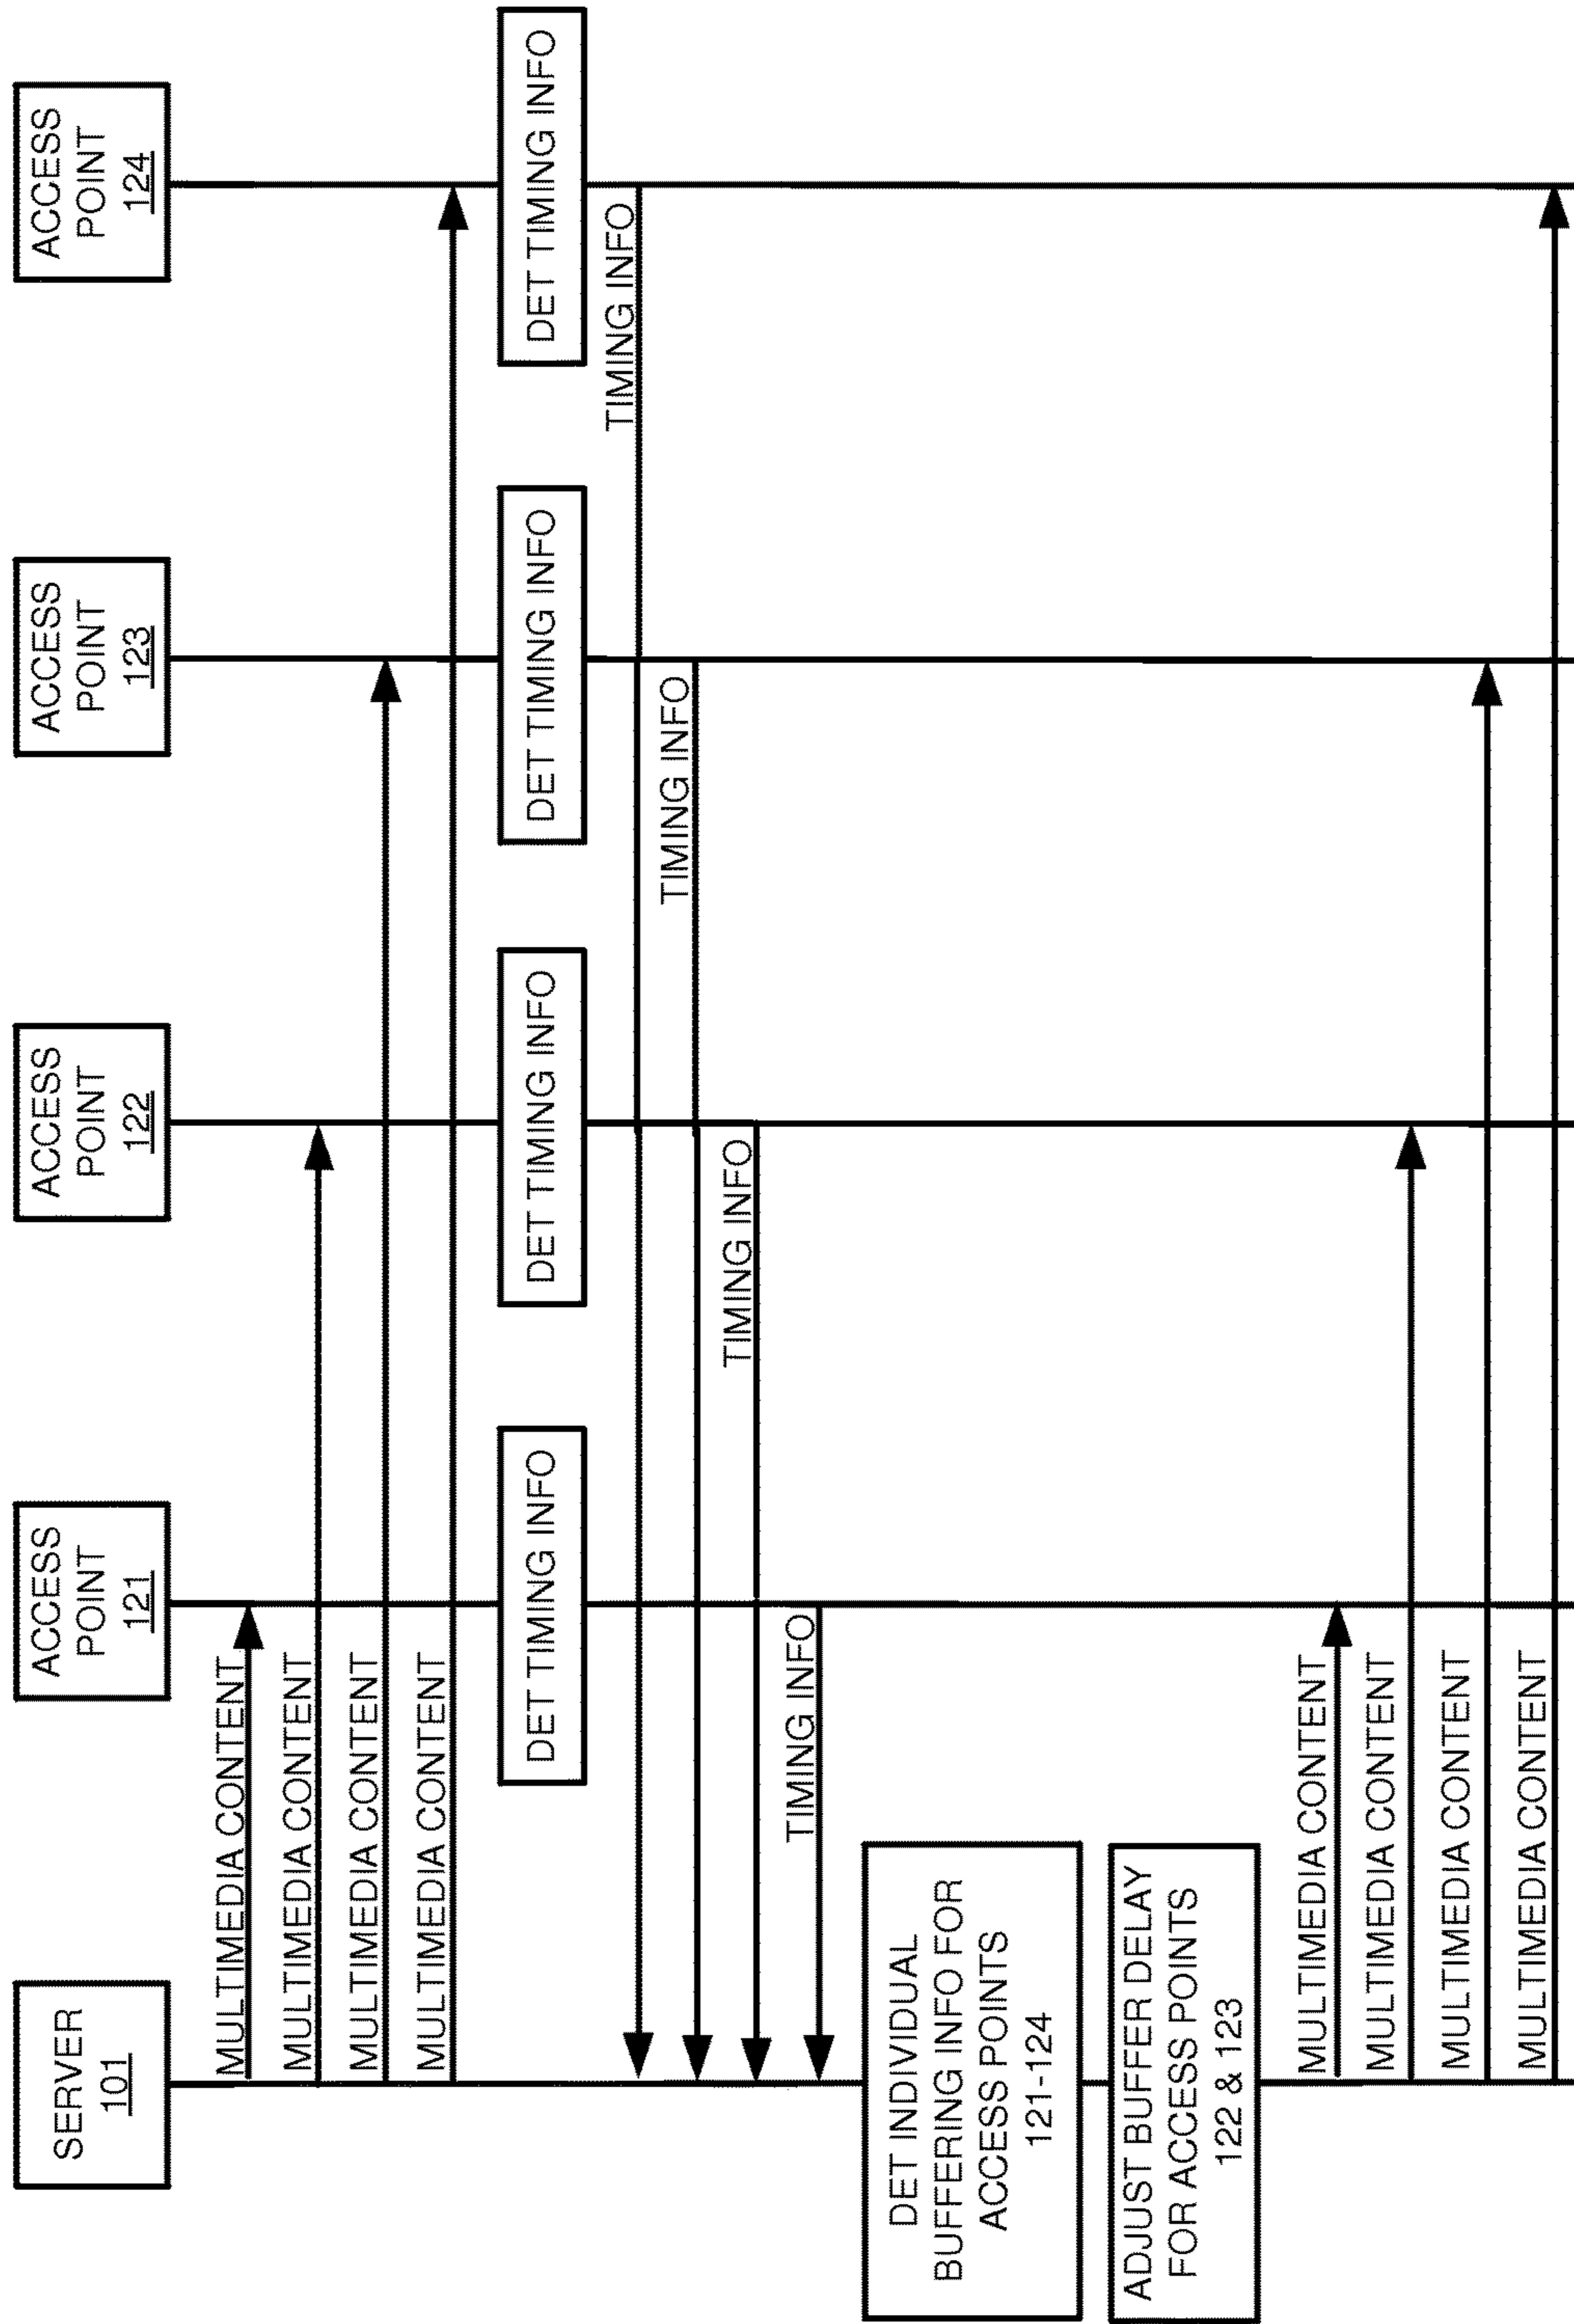 SERVER
101
ACCESS
POINT
121
ACCESS
POINT
122
ACCESS
POINT
123
ACCESS
POINT
124
MULTIMEDIA CONTENT
MULTIMEDIA CONTENT
MULTIMEDIA CONTENT
MULTIMEDIA CONTENT
DET TIMING INFO
DET TIMING INFO
DET TIMING INFO
DET TIMING INFO
TIMING INFO
TIMING INFO
TIMING INFO
TIMING INFO
DET INDIVIDUAL
BUFFERING INFO FOR
ACCESS POINTS
121-124
ADJUST BUFFER DELAY
FOR ACCESS POINTS
122 & 123
MULTIMEDIA CONTENT
MULTIMEDIA CONTENT
MULTIMEDIA CONTENT
MULTIMEDIA CONTENT